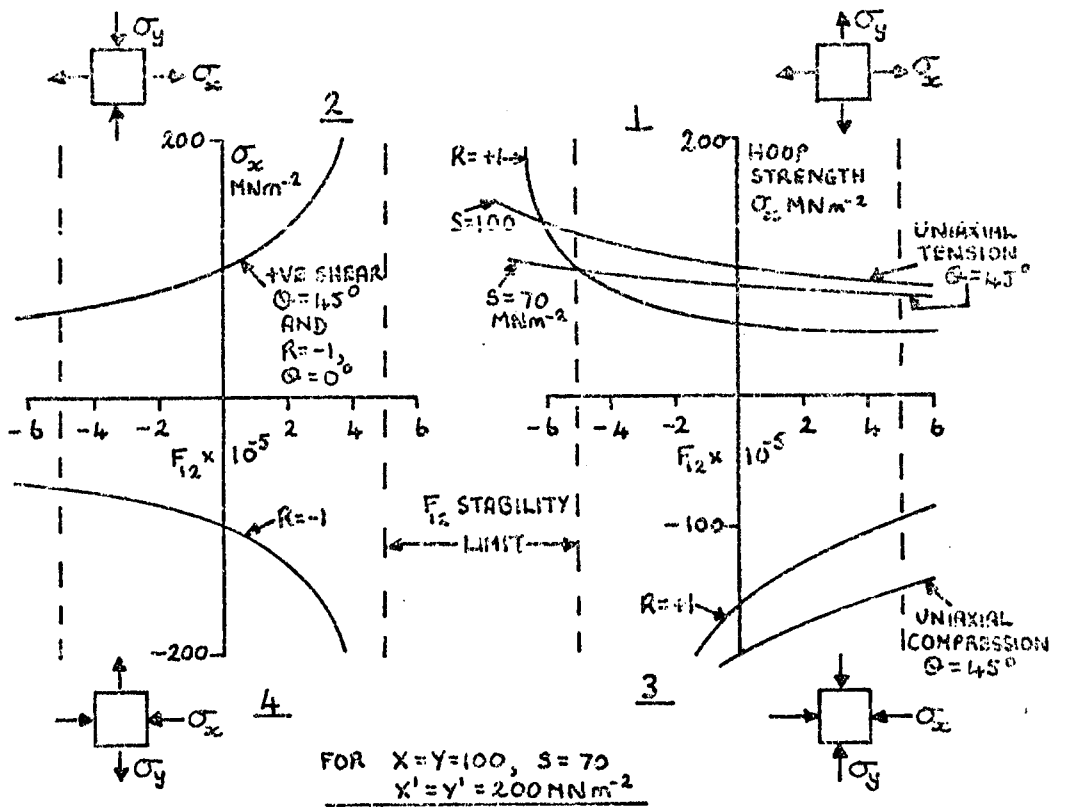 σy
σx
2
200
σx
MNm⁻²
+VE SHEAR
Θ=45°
AND
R=-1,
Θ=0°
-6 -4 -2 2 4 6
F₁₂ × 10⁻⁵
R=-1
-200
σx
σy
4
σy
σx
1
200
HOOP
STRENGTH
σx MNm⁻²
R=+1
S=100
S=70
MNm⁻²
UNIAXIAL
TENSION
Θ=45°
-6 -4 -2 2 4 6
F₁₂ × 10⁻⁵
F₁₂ STABILITY
LIMIT
-100
R=+1
UNIAXIAL
COMPRESSION
Θ=45°
3
σx
σy
FOR X=Y=100, S=70
X'=Y'=200 MNm⁻²